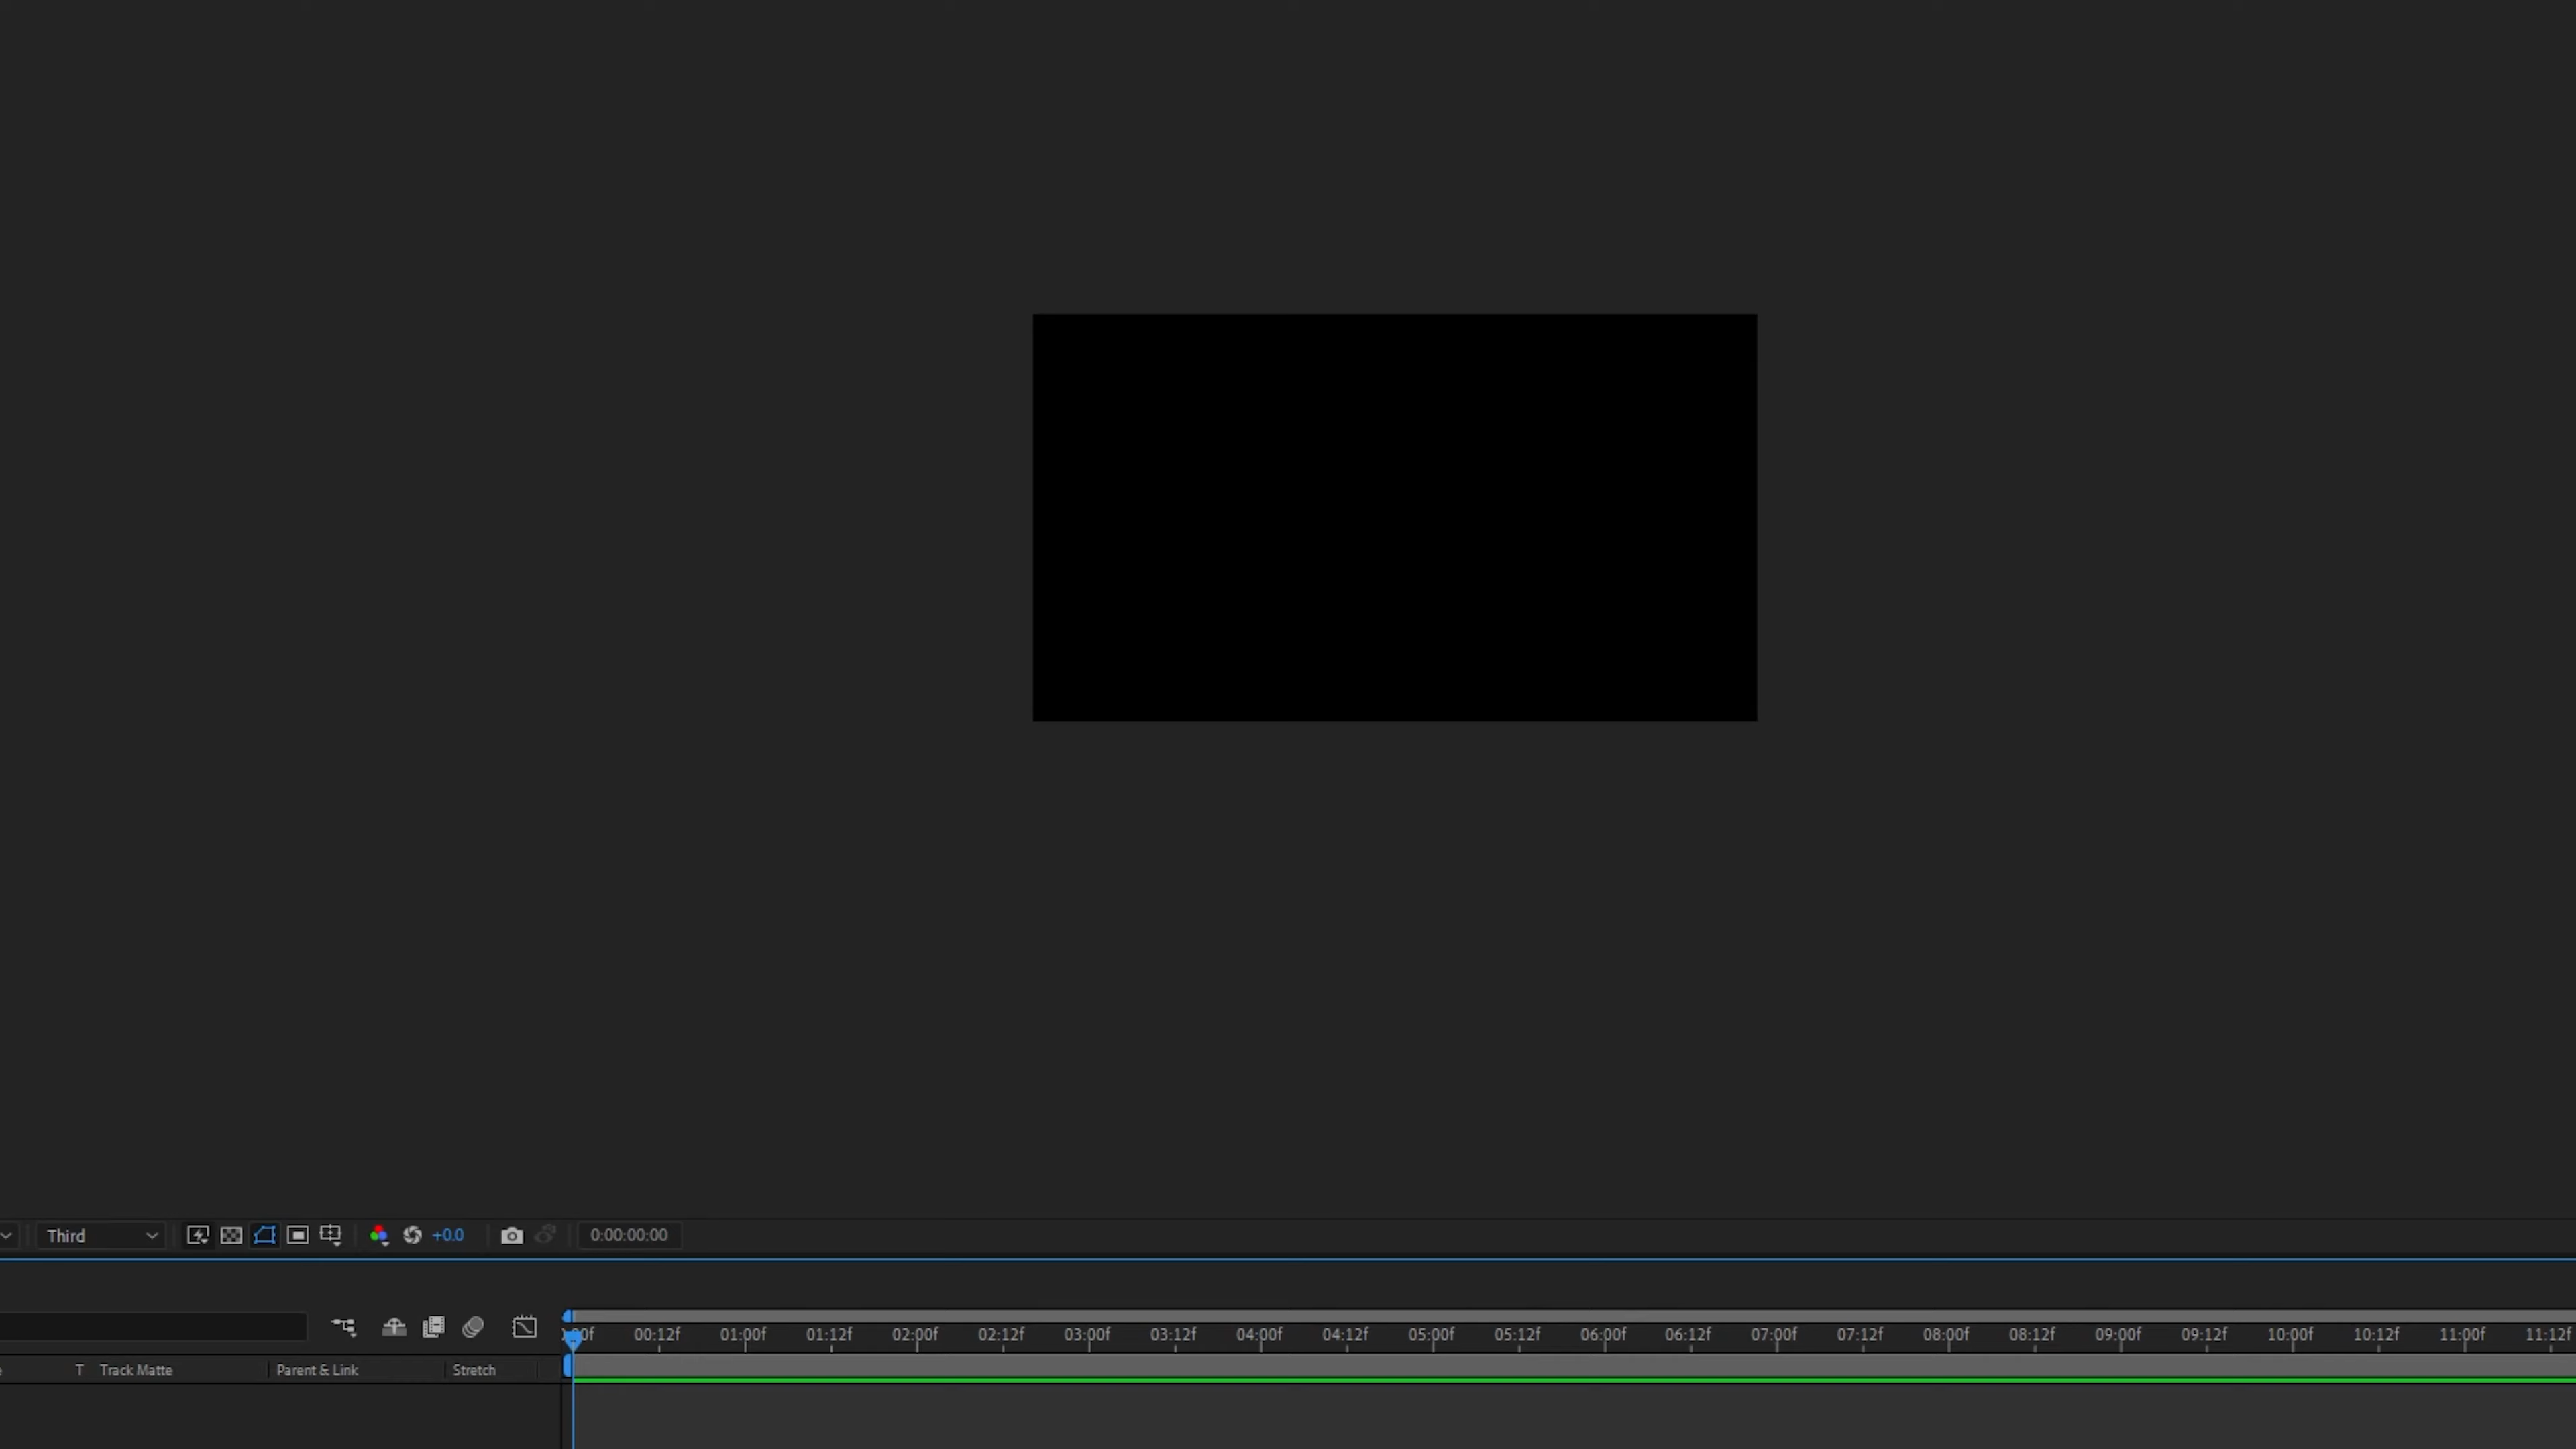 Third
+0.0
0:00:00:00
00:12f 01:00f 01:12f 02:00f 02:12f 03:00f 03:12f 04:00f 04:12f 05:00f 05:12f 06:00f 06:12f 07:00f 07:12f 08:00f 08:12f 09:00f 09:12f 10:00f 10:12f 11:00f 11:12f
T Track Matte Parent & Link Stretch